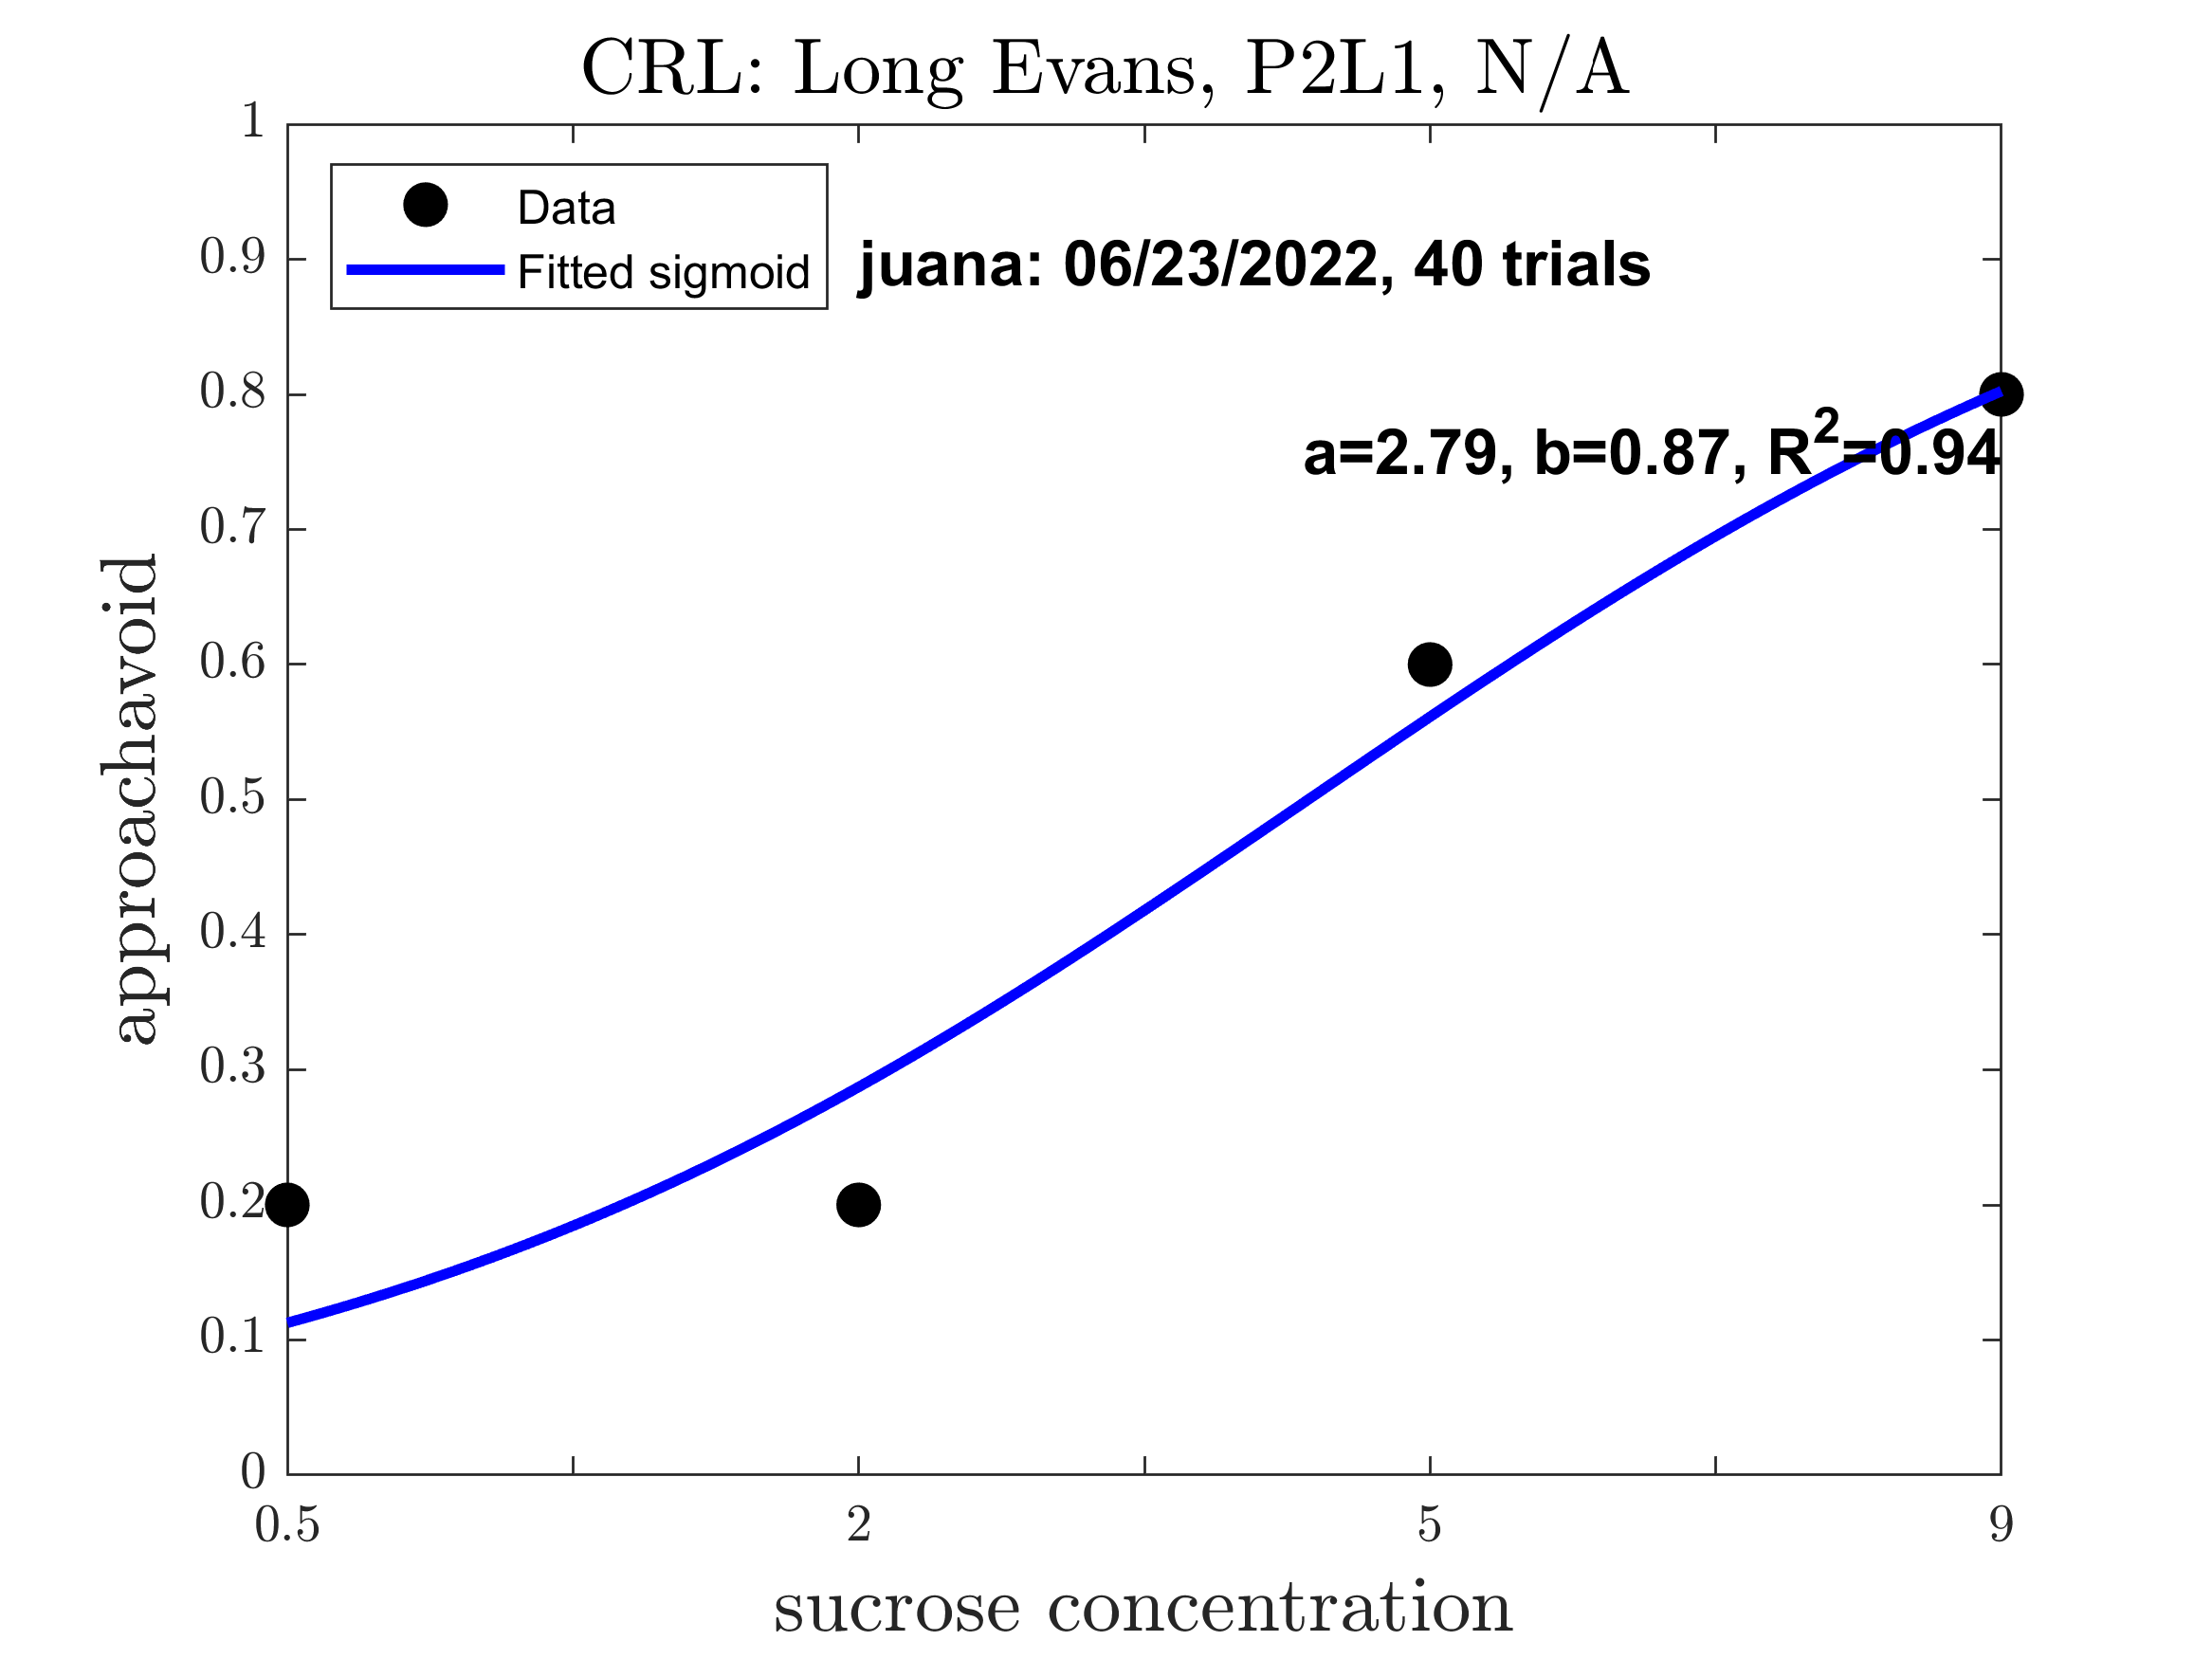 CRL: Long Evans, P2L1, N/A
Data
Fitted sigmoid
juana: 06/23/2022, 40 trials
a=2.79, b=0.87, R²=0.94
approachavoid
1
0.9
0.8
0.7
0.6
0.5
0.4
0.3
0.2
0.1
0
0.5 2 5 9
sucrose concentration